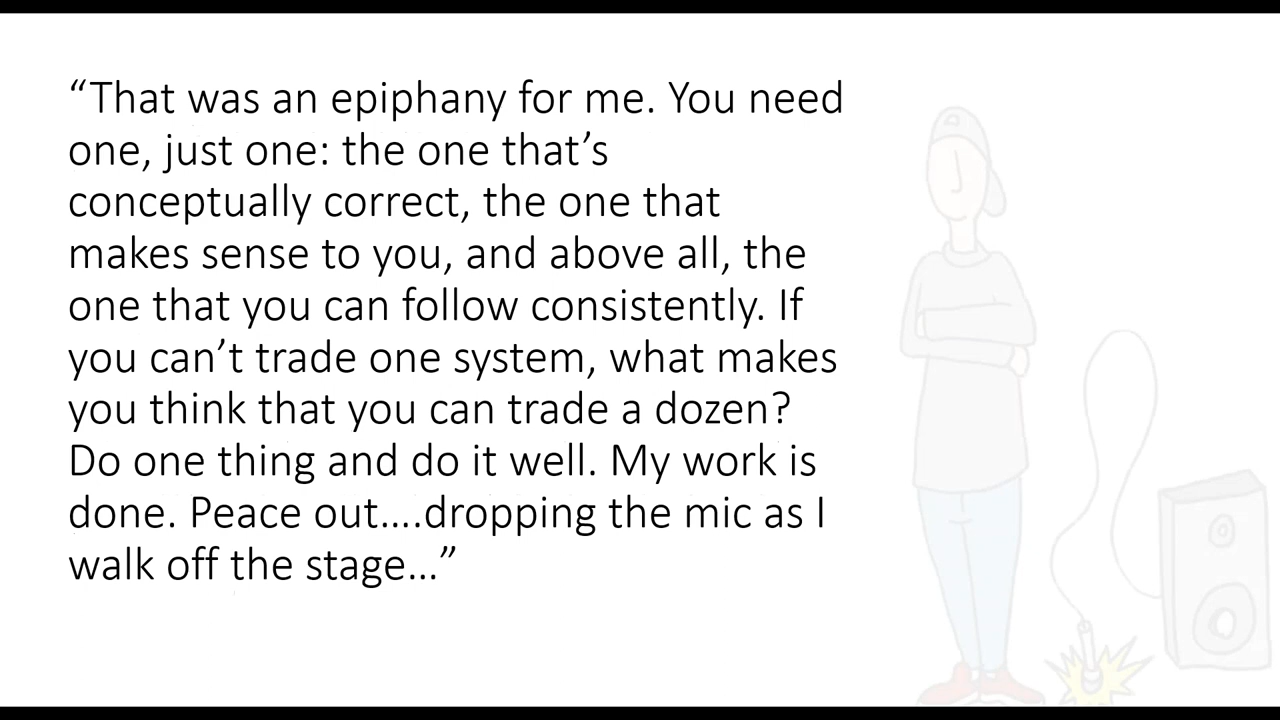 “That was an epiphany for me. You need
one, just one: the one that’s
conceptually correct, the one that
makes sense to you, and above all, the
one that you can follow consistently. If
you can’t trade one system, what makes
you think that you can trade a dozen?
Do one thing and do it well. My work is
done. Peace out….dropping the mic as I
walk off the stage…”